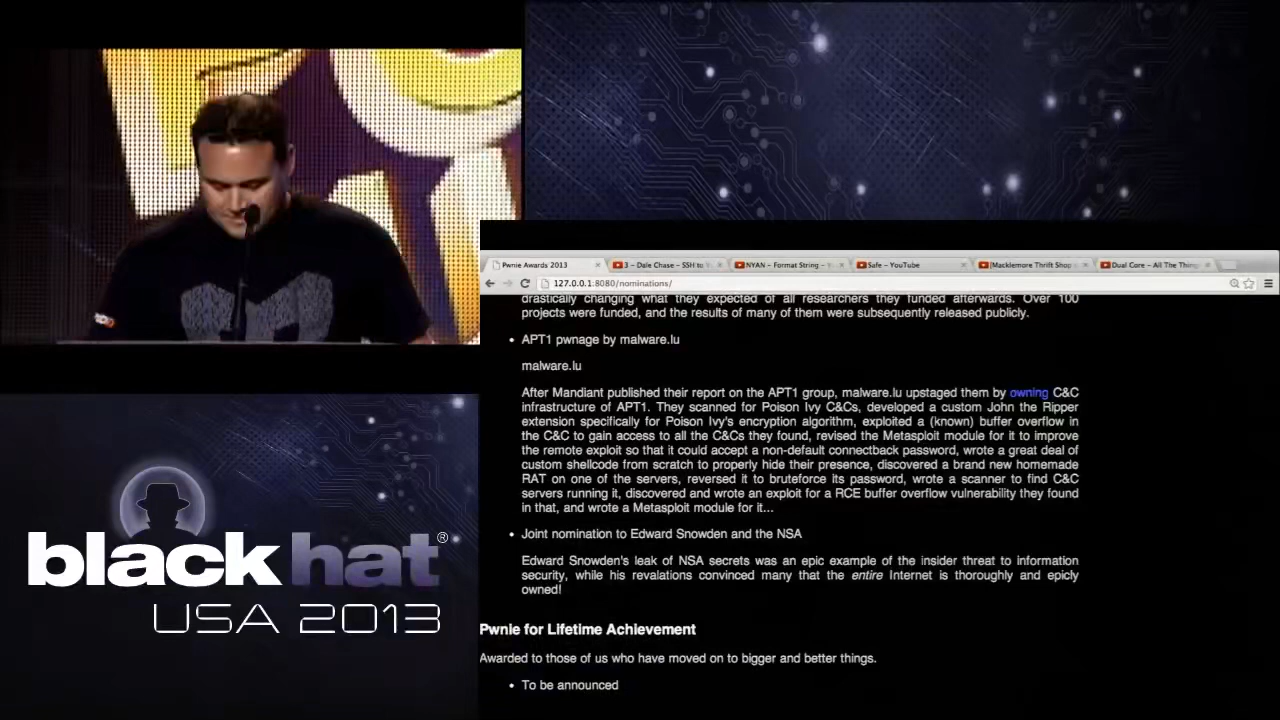 Pwnie Awards 2013
3 – Dale Chase – SSH to
NYAN – Format String –
Safe – YouTube
Macklemore Thrift Shop
Dual Core – All The Thing
127.0.0.1:8080/nominations/
drastically changing what they expected of all researchers they funded afterwards. Over 100
projects were funded, and the results of many of them were subsequently released publicly.
• APT1 pwnage by malware.lu
malware.lu
After Mandiant published their report on the APT1 group, malware.lu upstaged them by owning C&C
infrastructure of APT1. They scanned for Poison Ivy C&Cs, developed a custom John the Ripper
extension specifically for Poison Ivy's encryption algorithm, exploited a (known) buffer overflow in
the C&C to gain access to all the C&Cs they found, revised the Metasploit module for it to improve
the remote exploit so that it could accept a non-default connectback password, wrote a great deal of
custom shellcode from scratch to properly hide their presence, discovered a brand new homemade
RAT on one of the servers, reversed it to bruteforce its password, wrote a scanner to find C&C
servers running it, discovered and wrote an exploit for a RCE buffer overflow vulnerability they found
in that, and wrote a Metasploit module for it...
• Joint nomination to Edward Snowden and the NSA
Edward Snowden's leak of NSA secrets was an epic example of the insider threat to information
security, while his revalations convinced many that the entire Internet is thoroughly and epicly
owned!
Pwnie for Lifetime Achievement
Awarded to those of us who have moved on to bigger and better things.
• To be announced
black hat®
USA 2013